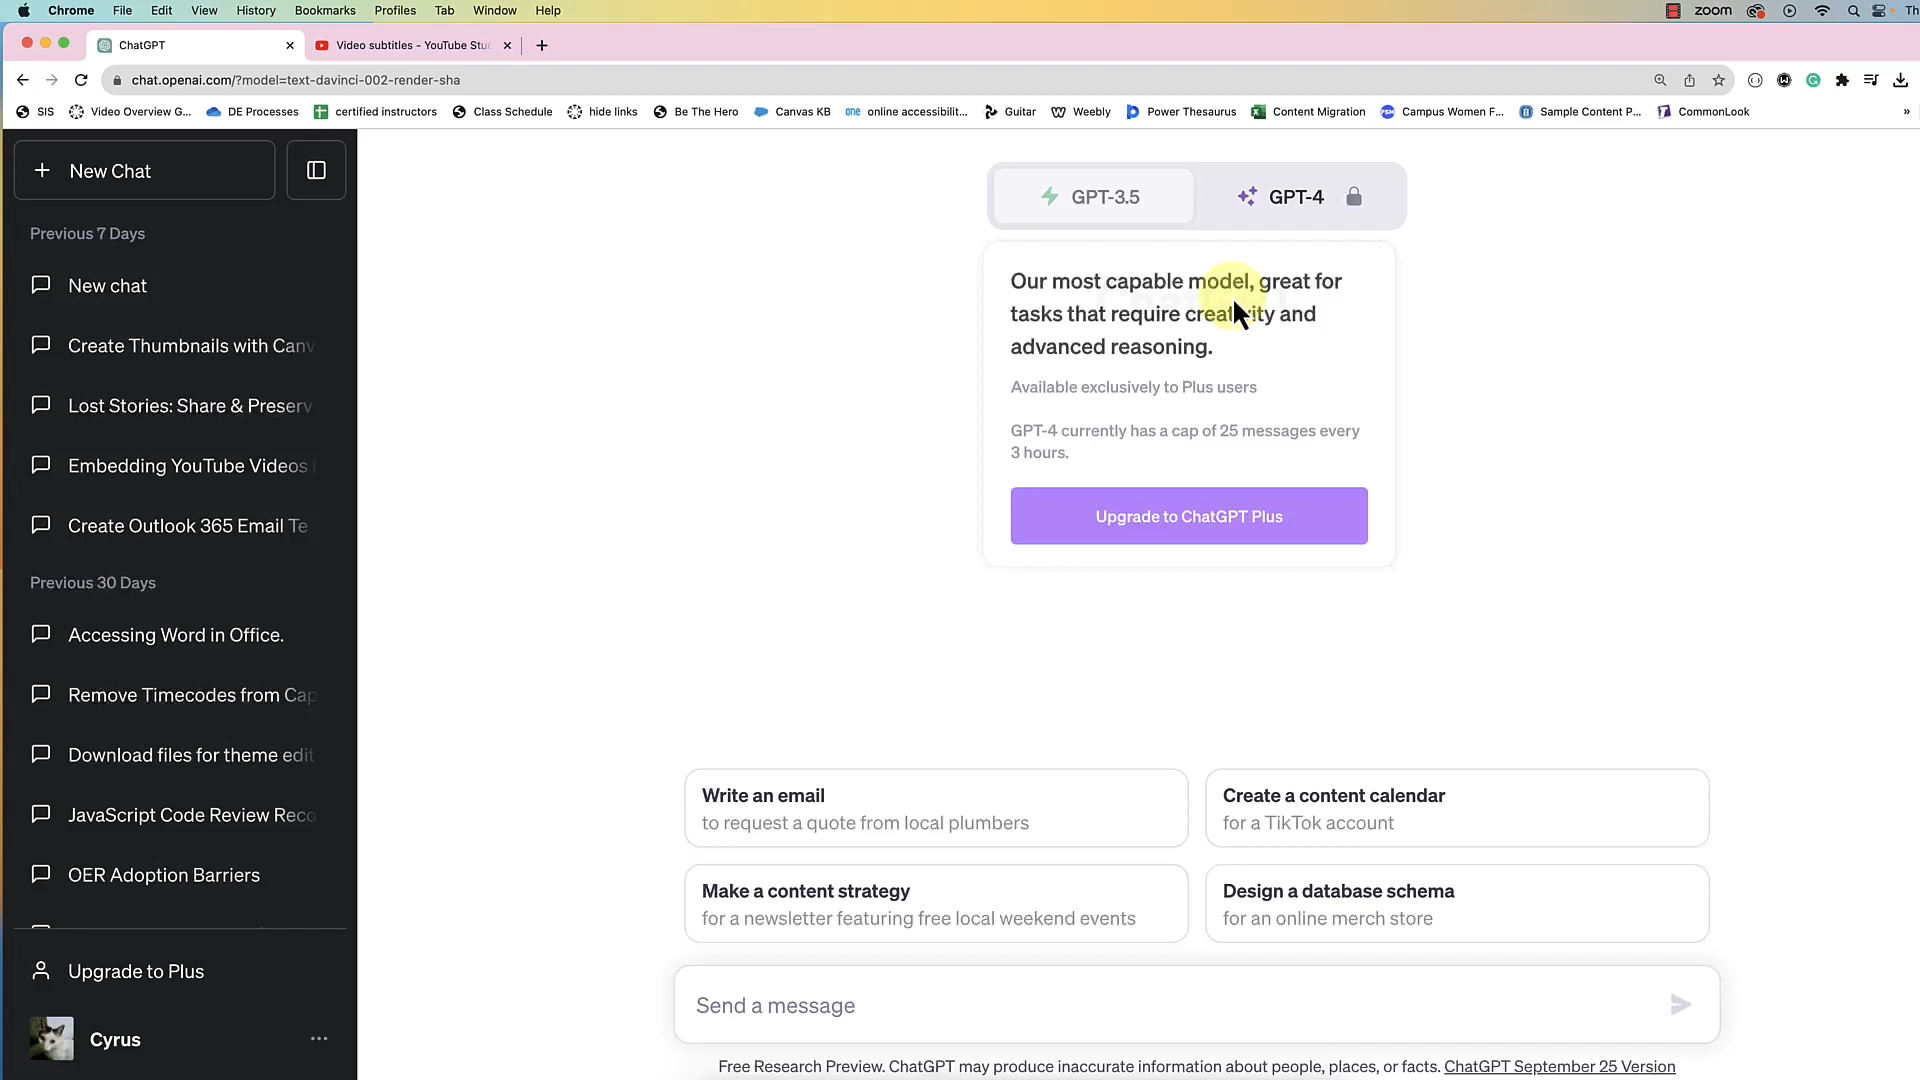 Chrome File Edit View History Bookmarks Profiles Tab Window Help
zoom
Th
ChatGPT
Video subtitles - YouTube Stu
chat.openai.com/?model=text-davinci-002-render-sha
SIS
Video Overview G...
DE Processes
certified instructors
Class Schedule
hide links
Be The Hero
Canvas KB
one online accessibilit...
Guitar
Weebly
Power Thesaurus
Content Migration
Campus Women F...
Sample Content P...
CommonLook
»
New Chat
Previous 7 Days
New chat
Create Thumbnails with Canv
Lost Stories: Share & Preserv
Embedding YouTube Videos i
Create Outlook 365 Email Te
Previous 30 Days
Accessing Word in Office.
Remove Timecodes from Cap
Download files for theme edit
JavaScript Code Review Reco
OER Adoption Barriers
Upgrade to Plus
Cyrus
GPT-3.5
GPT-4
Our most capable model, great for
tasks that require creativity and
advanced reasoning.
Available exclusively to Plus users
GPT-4 currently has a cap of 25 messages every
3 hours.
Upgrade to ChatGPT Plus
Write an email
to request a quote from local plumbers
Create a content calendar
for a TikTok account
Make a content strategy
for a newsletter featuring free local weekend events
Design a database schema
for an online merch store
Send a message
Free Research Preview. ChatGPT may produce inaccurate information about people, places, or facts. ChatGPT September 25 Version